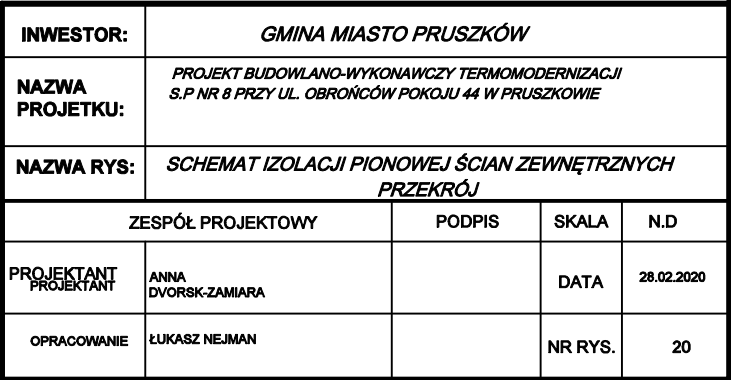 INWESTOR: GMINA MIASTO PRUSZKÓW
NAZWA PROJETKU: PROJEKT BUDOWLANO-WYKONAWCZY TERMOMODERNIZACJI
S.P NR 8 PRZY UL. OBROŃCÓW POKOJU 44 W PRUSZKOWIE
NAZWA RYS: SCHEMAT IZOLACJI PIONOWEJ ŚCIAN ZEWNĘTRZNYCH
PRZEKRÓJ
ZESPÓŁ PROJEKTOWY PODPIS SKALA N.D
PROJEKTANT
PROJEKTANT
ANNA
DVORSK-ZAMIARA
DATA 28.02.2020
OPRACOWANIE ŁUKASZ NEJMAN NR RYS. 20